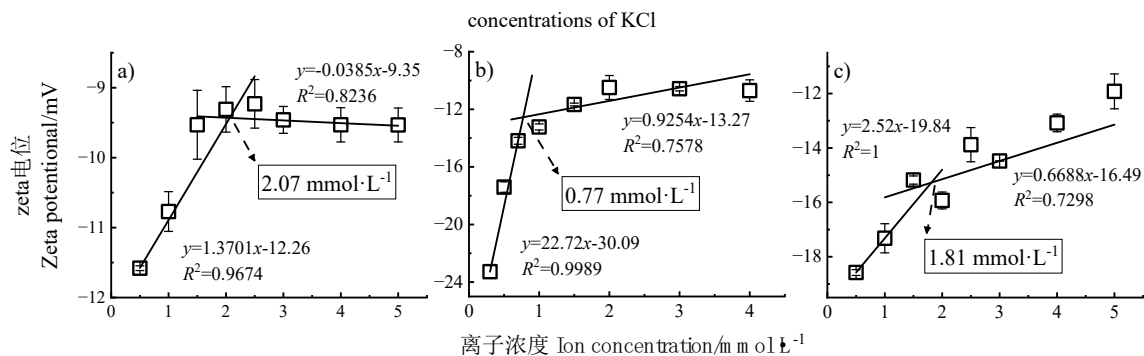 concentrations of KCl
zeta电位
Zeta potentional/mV
a)
−9
−10
−11
−12
y=-0.0385x-9.35
R²=0.8236
2.07 mmol·L⁻¹
y=1.3701x-12.26
R²=0.9674
0 1 2 3 4 5
b)
−8
−12
−16
−20
−24
y=0.9254x-13.27
R²=0.7578
0.77 mmol·L⁻¹
y=22.72x-30.09
R²=0.9989
0 1 2 3 4
c)
−12
−14
−16
−18
y=2.52x-19.84
R²=1
y=0.6688x-16.49
R²=0.7298
1.81 mmol·L⁻¹
0 1 2 3 4 5
离子浓度 Ion concentration/mmol·L⁻¹